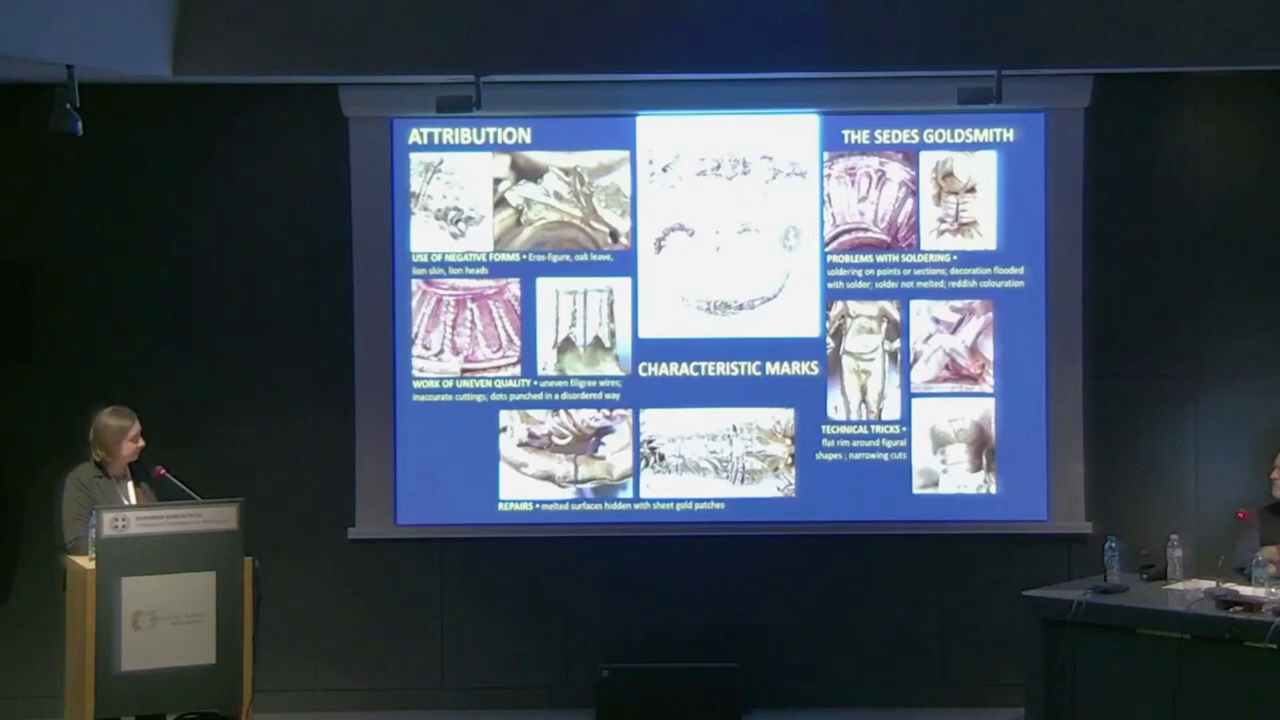 ATTRIBUTION
USE OF NEGATIVE FORMS • Eros-figure, oak leave,
lion skin, lion heads
WORK OF UNEVEN QUALITY • uneven filigree wires;
inaccurate cuttings; dots punched in a disordered way
CHARACTERISTIC MARKS
REPAIRS • melted surfaces hidden with sheet gold patches
THE SEDES GOLDSMITH
PROBLEMS WITH SOLDERING •
soldering on points or sections; decoration flooded
with solder; solder not melted; reddish colouration
TECHNICAL TRICKS •
flat rim around figural
shapes ; narrowing cuts
ΕΛΛΗΝΙΚΗ ΔΗΜΟΚΡΑΤΙΑ